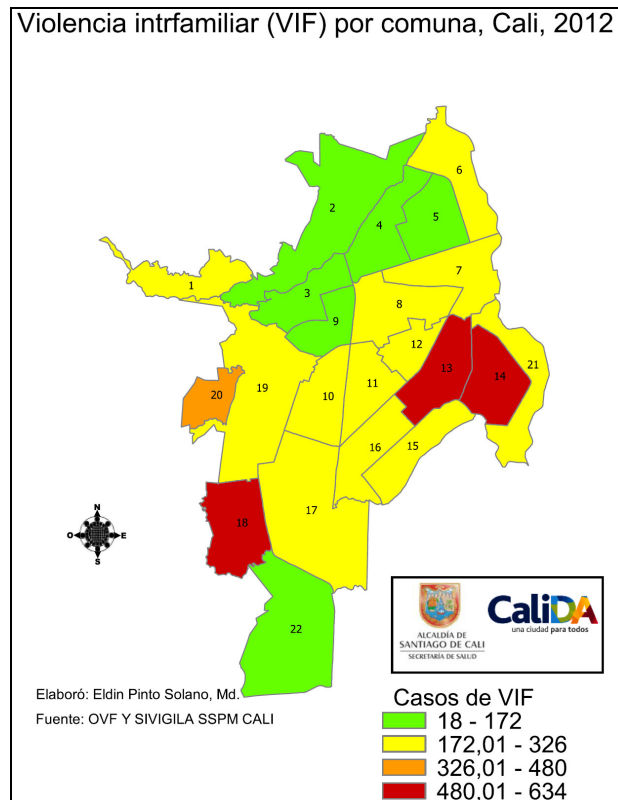 Violencia intrfamiliar (VIF) por comuna, Cali, 2012
6
2
4
5
7
1
3
8
9
12
13
14
21
20
19
10
11
16
15
N
O E
S
18
17
22
ALCALDÍA DE
SANTIAGO DE CALI
SECRETARÍA DE SALUD
CaliDA
una ciudad para todos
Elaboró: Eldin Pinto Solano, Md.
Fuente: OVF Y SIVIGILA SSPM CALI
Casos de VIF
18 - 172
172,01 - 326
326,01 - 480
480,01 - 634